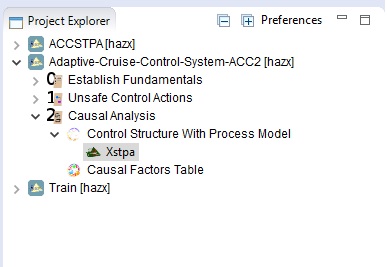 Project Explorer Preferences
ACCSTPA [hazx]
Adaptive-Cruise-Control-System-ACC2 [hazx]
0 Establish Fundamentals
1 Unsafe Control Actions
2 Causal Analysis
Control Structure With Process Model
Xstpa
Causal Factors Table
Train [hazx]